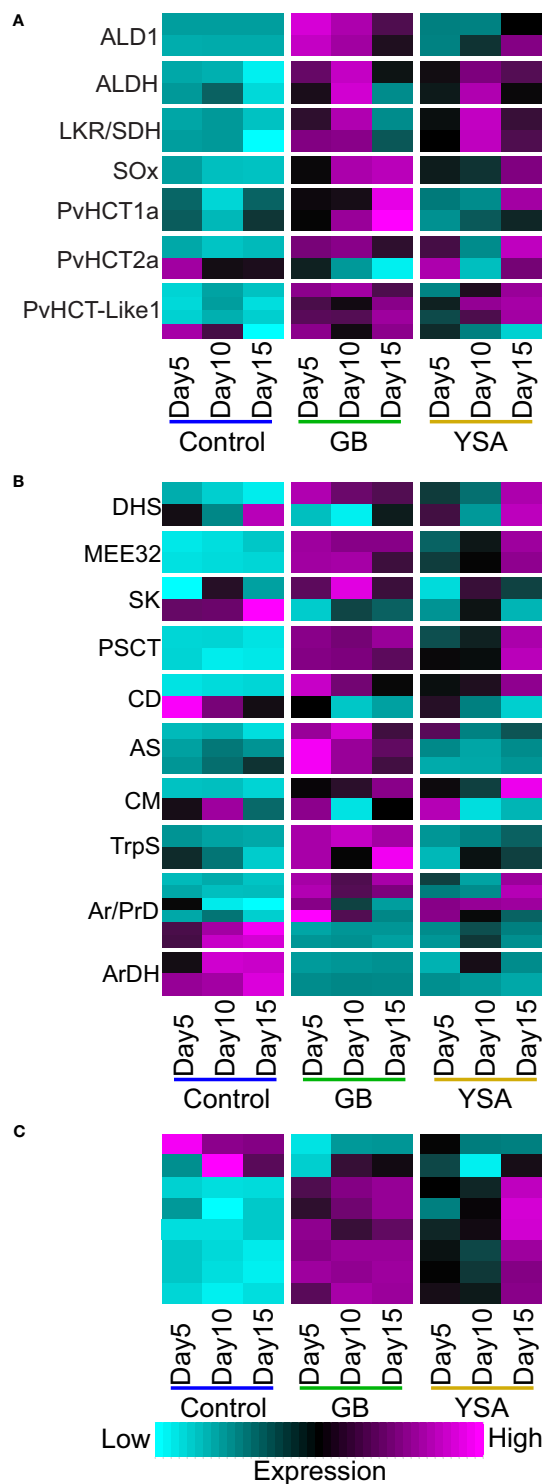 A
ALD1
ALDH
LKR/SDH
SOx
PvHCT1a
PvHCT2a
PvHCT-Like1
Day5 Day10 Day15 Day5 Day10 Day15 Day5 Day10 Day15
Control GB YSA
B
DHS
MEE32
SK
PSCT
CD
AS
CM
TrpS
Ar/PrD
ArDH
Day5 Day10 Day15 Day5 Day10 Day15 Day5 Day10 Day15
Control GB YSA
C
Day5 Day10 Day15 Day5 Day10 Day15 Day5 Day10 Day15
Control GB YSA
Low High
Expression